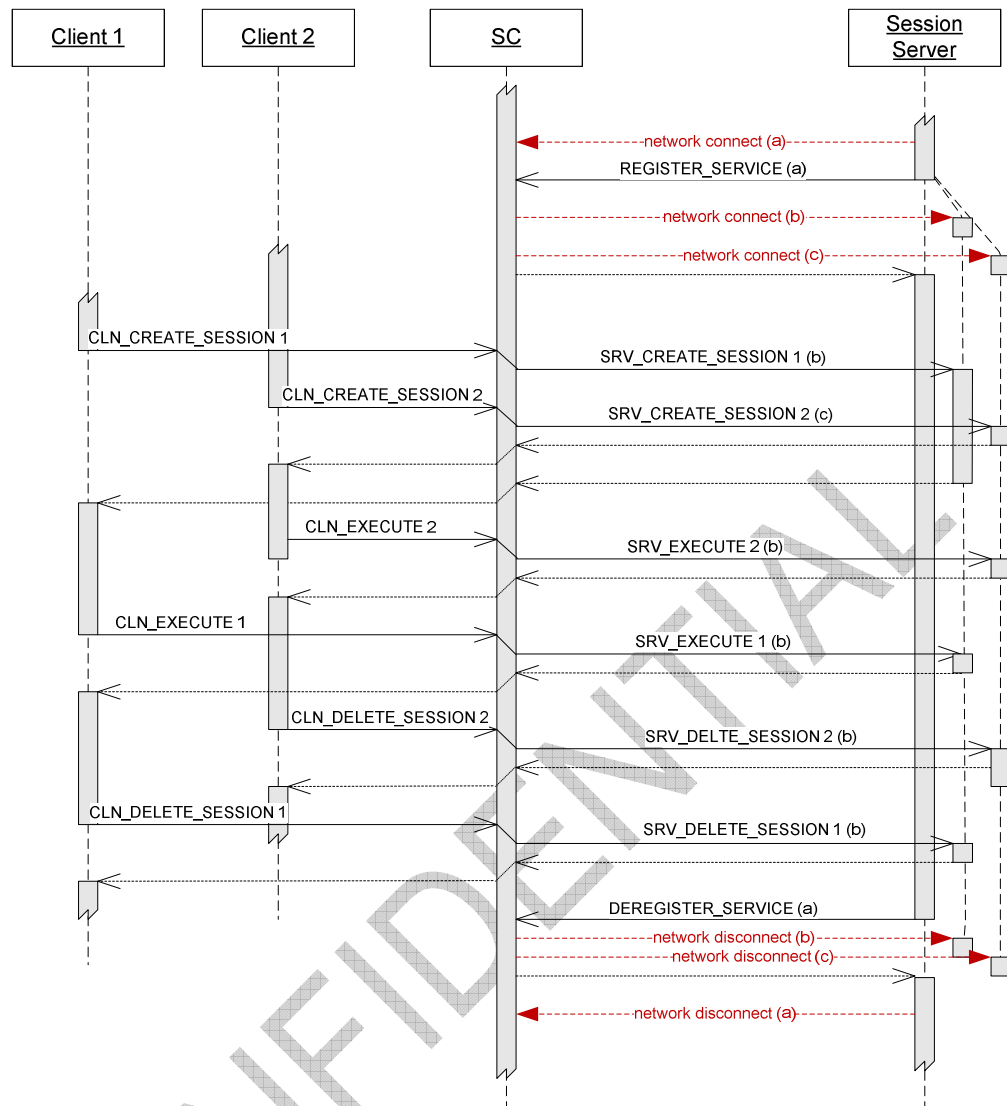 Client 1
Client 2
SC
Session
Server
network connect (a)
REGISTER_SERVICE (a)
network connect (b)
network connect (c)
CLN_CREATE_SESSION 1
SRV_CREATE_SESSION 1 (b)
CLN_CREATE_SESSION 2
SRV_CREATE_SESSION 2 (c)
CLN_EXECUTE 2
SRV_EXECUTE 2 (b)
CLN_EXECUTE 1
SRV_EXECUTE 1 (b)
CLN_DELETE_SESSION 2
SRV_DELTE_SESSION 2 (b)
CLN_DELETE_SESSION 1
SRV_DELETE_SESSION 1 (b)
DEREGISTER_SERVICE (a)
network disconnect (b)
network disconnect (c)
network disconnect (a)
NFIDENTIAL